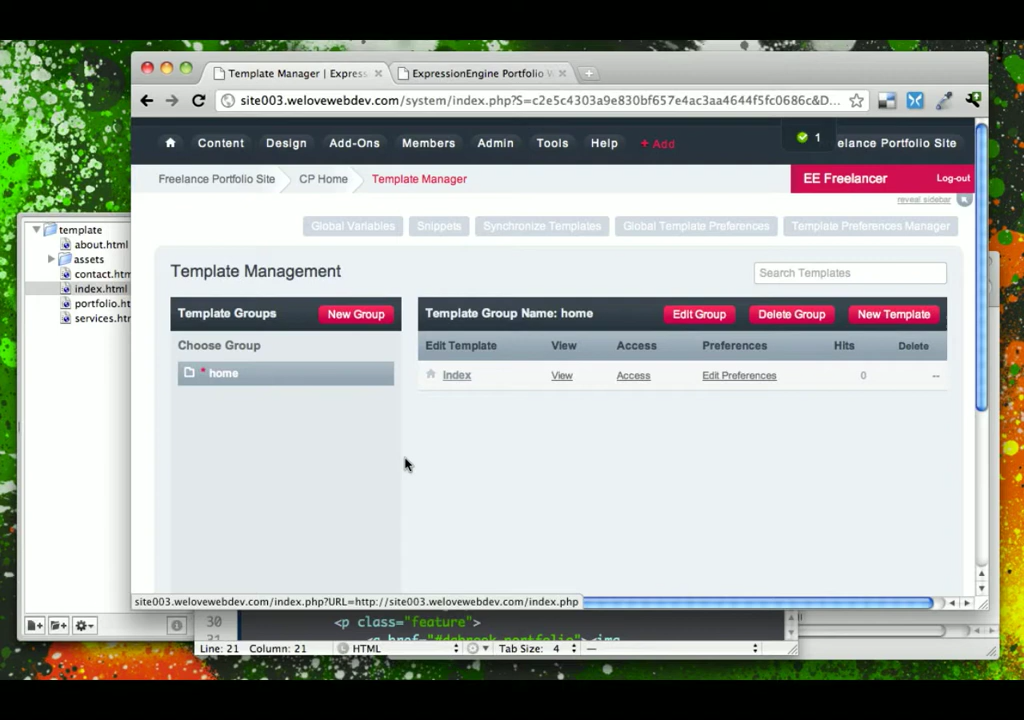 Template Manager | Express
ExpressionEngine Portfolio
site003.welovewebdev.com/system/index.php?S=c2e5c4303a9e830bf657e4ac3aa4644f5fc0686c&D...
Content Design Add-Ons Members Admin Tools Help + Add 1 elance Portfolio Site
Freelance Portfolio Site CP Home Template Manager EE Freelancer Log-out
reveal sidebar
Global Variables Snippets Synchronize Templates Global Template Preferences Template Preferences Manager
Template Management Search Templates
Template Groups New Group Template Group Name: home Edit Group Delete Group New Template
Choose Group Edit Template View Access Preferences Hits Delete
* home Index View Access Edit Preferences 0 --
template
about.html
assets
contact.htm
index.html
portfolio.ht
services.htm
site003.welovewebdev.com/index.php?URL=http://site003.welovewebdev.com/index.php
30 <p class="feature">
31
Line: 21 Column: 21 HTML Tab Size: 4 —